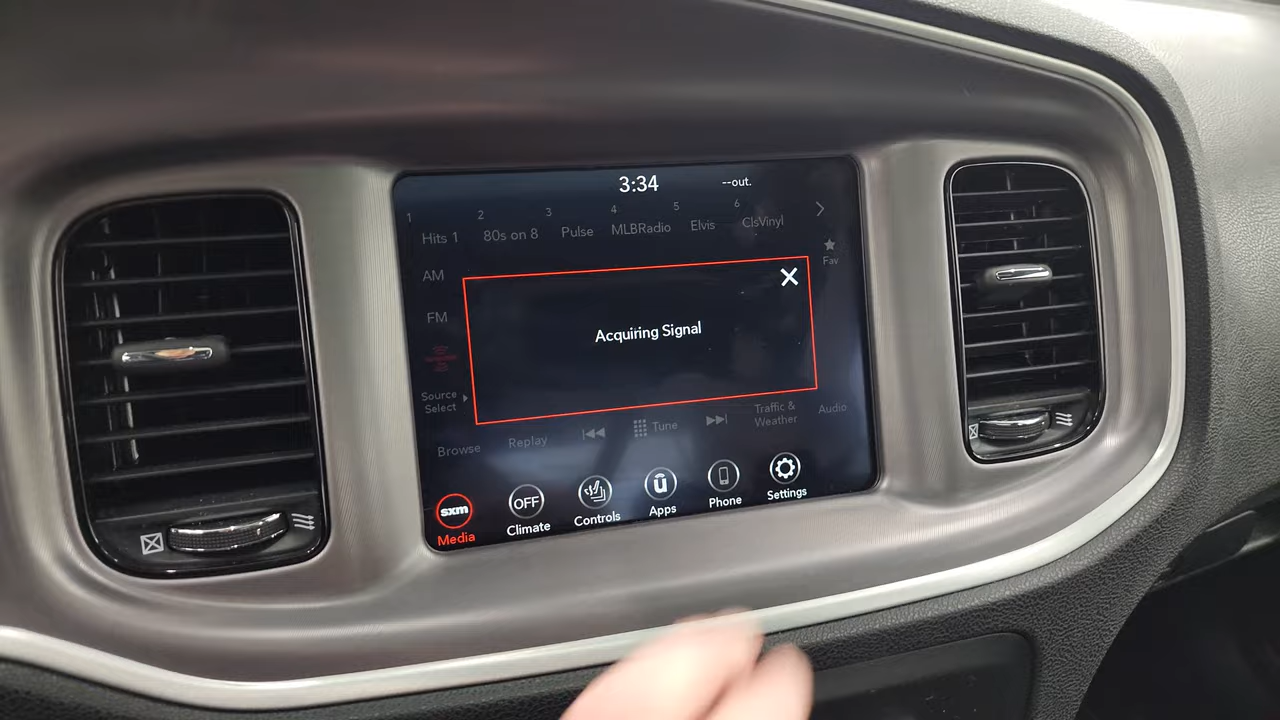 3:34
--out.
1
2
3
4
5
6
Hits 1
80s on 8
Pulse
MLBRadio
Elvis
ClsVinyl
Fav
AM
FM
Acquiring Signal
Source
Select
Browse
Replay
Tune
Traffic &
Weather
Audio
sxm
OFF
Media
Climate
Controls
Apps
Phone
Settings